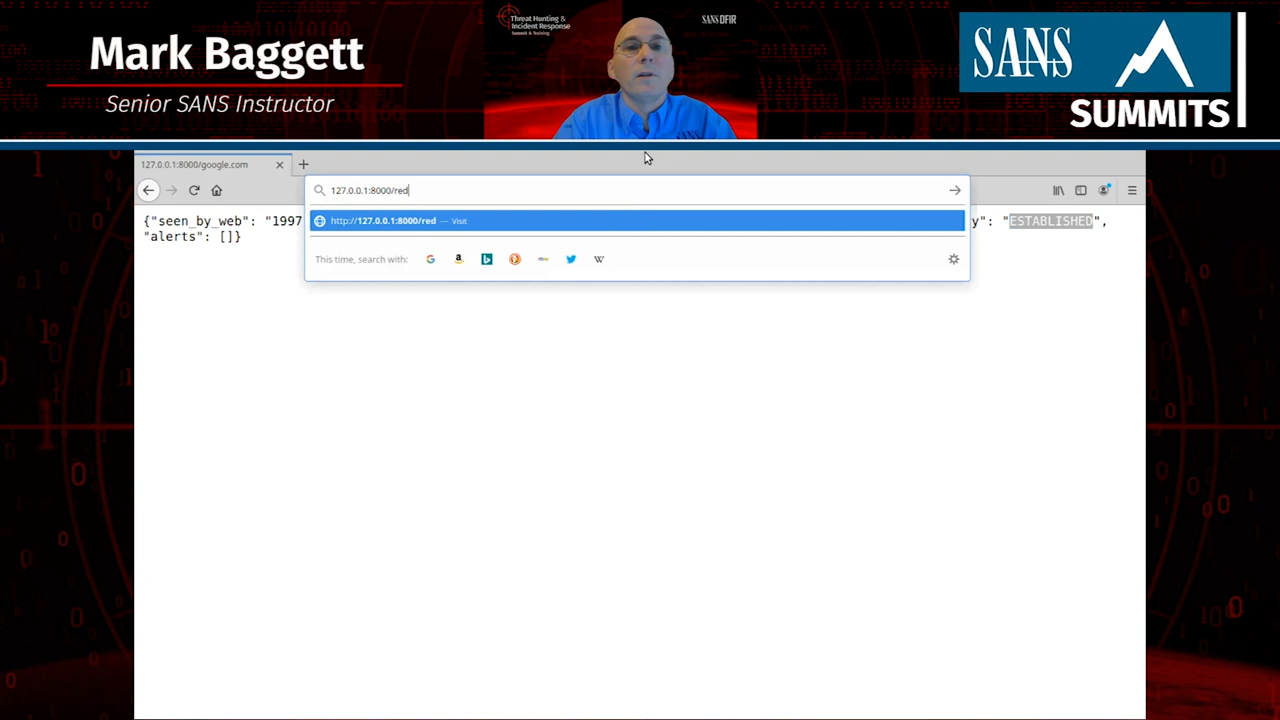 Mark Baggett
Senior SANS Instructor
Threat Hunting &
Incident Response
Summit & Training
SANS DFIR
SANS
SUMMITS
127.0.0.1:8000/google.com
127.0.0.1:8000/red
{"seen_by_web": "1997
y": "ESTABLISHED",
"alerts": []}
http://127.0.0.1:8000/red — Visit
This time, search with: